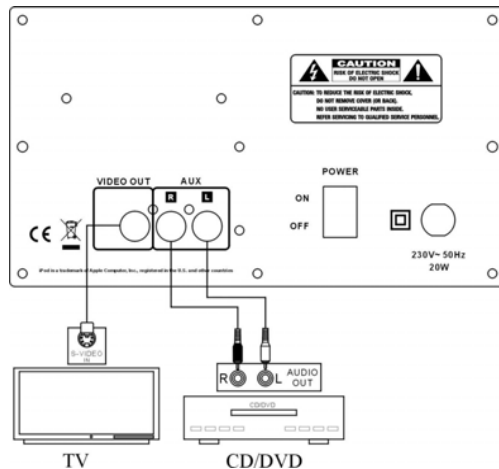 CAUTION
RISK OF ELECTRIC SHOCK
DO NOT OPEN
CAUTION: TO REDUCE THE RISK OF ELECTRIC SHOCK,
DO NOT REMOVE COVER (OR BACK).
NO USER SERVICEABLE PARTS INSIDE.
REFER SERVICING TO QUALIFIED SERVICE PERSONNEL.
VIDEO OUT
AUX
R
L
POWER
ON
OFF
CE
230V~ 50Hz
20W
iPod is a trademark of Apple Computer, Inc., registered in the U.S. and other countries
S-VIDEO
IN
R
L
AUDIO
OUT
CD/DVD
TV
CD/DVD